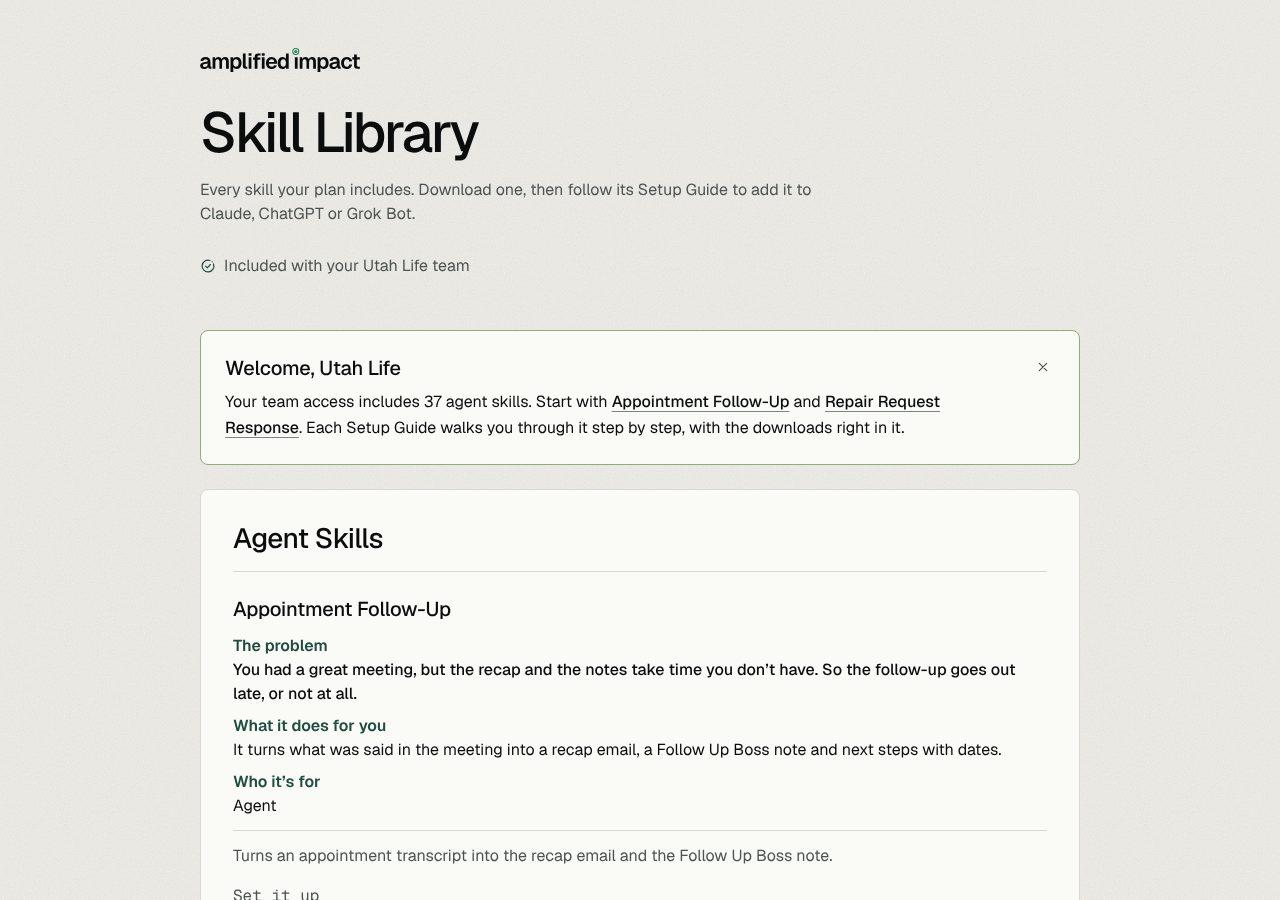 amplified impact
Skill Library
Every skill your plan includes. Download one, then follow its Setup Guide to add it to
Claude, ChatGPT or Grok Bot.
Included with your Utah Life team
Welcome, Utah Life
Your team access includes 37 agent skills. Start with Appointment Follow-Up and Repair Request
Response. Each Setup Guide walks you through it step by step, with the downloads right in it.
Agent Skills
Appointment Follow-Up
The problem
You had a great meeting, but the recap and the notes take time you don’t have. So the follow-up goes out
late, or not at all.
What it does for you
It turns what was said in the meeting into a recap email, a Follow Up Boss note and next steps with dates.
Who it’s for
Agent
Turns an appointment transcript into the recap email and the Follow Up Boss note.
Set it up